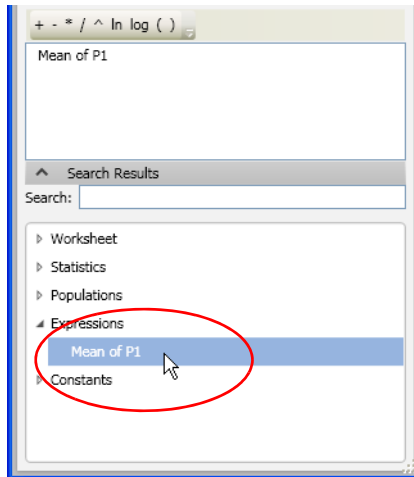 + - * / ^ ln log ( )
Mean of P1
Search Results
Search:
Worksheet
Statistics
Populations
Expressions
Mean of P1
Constants